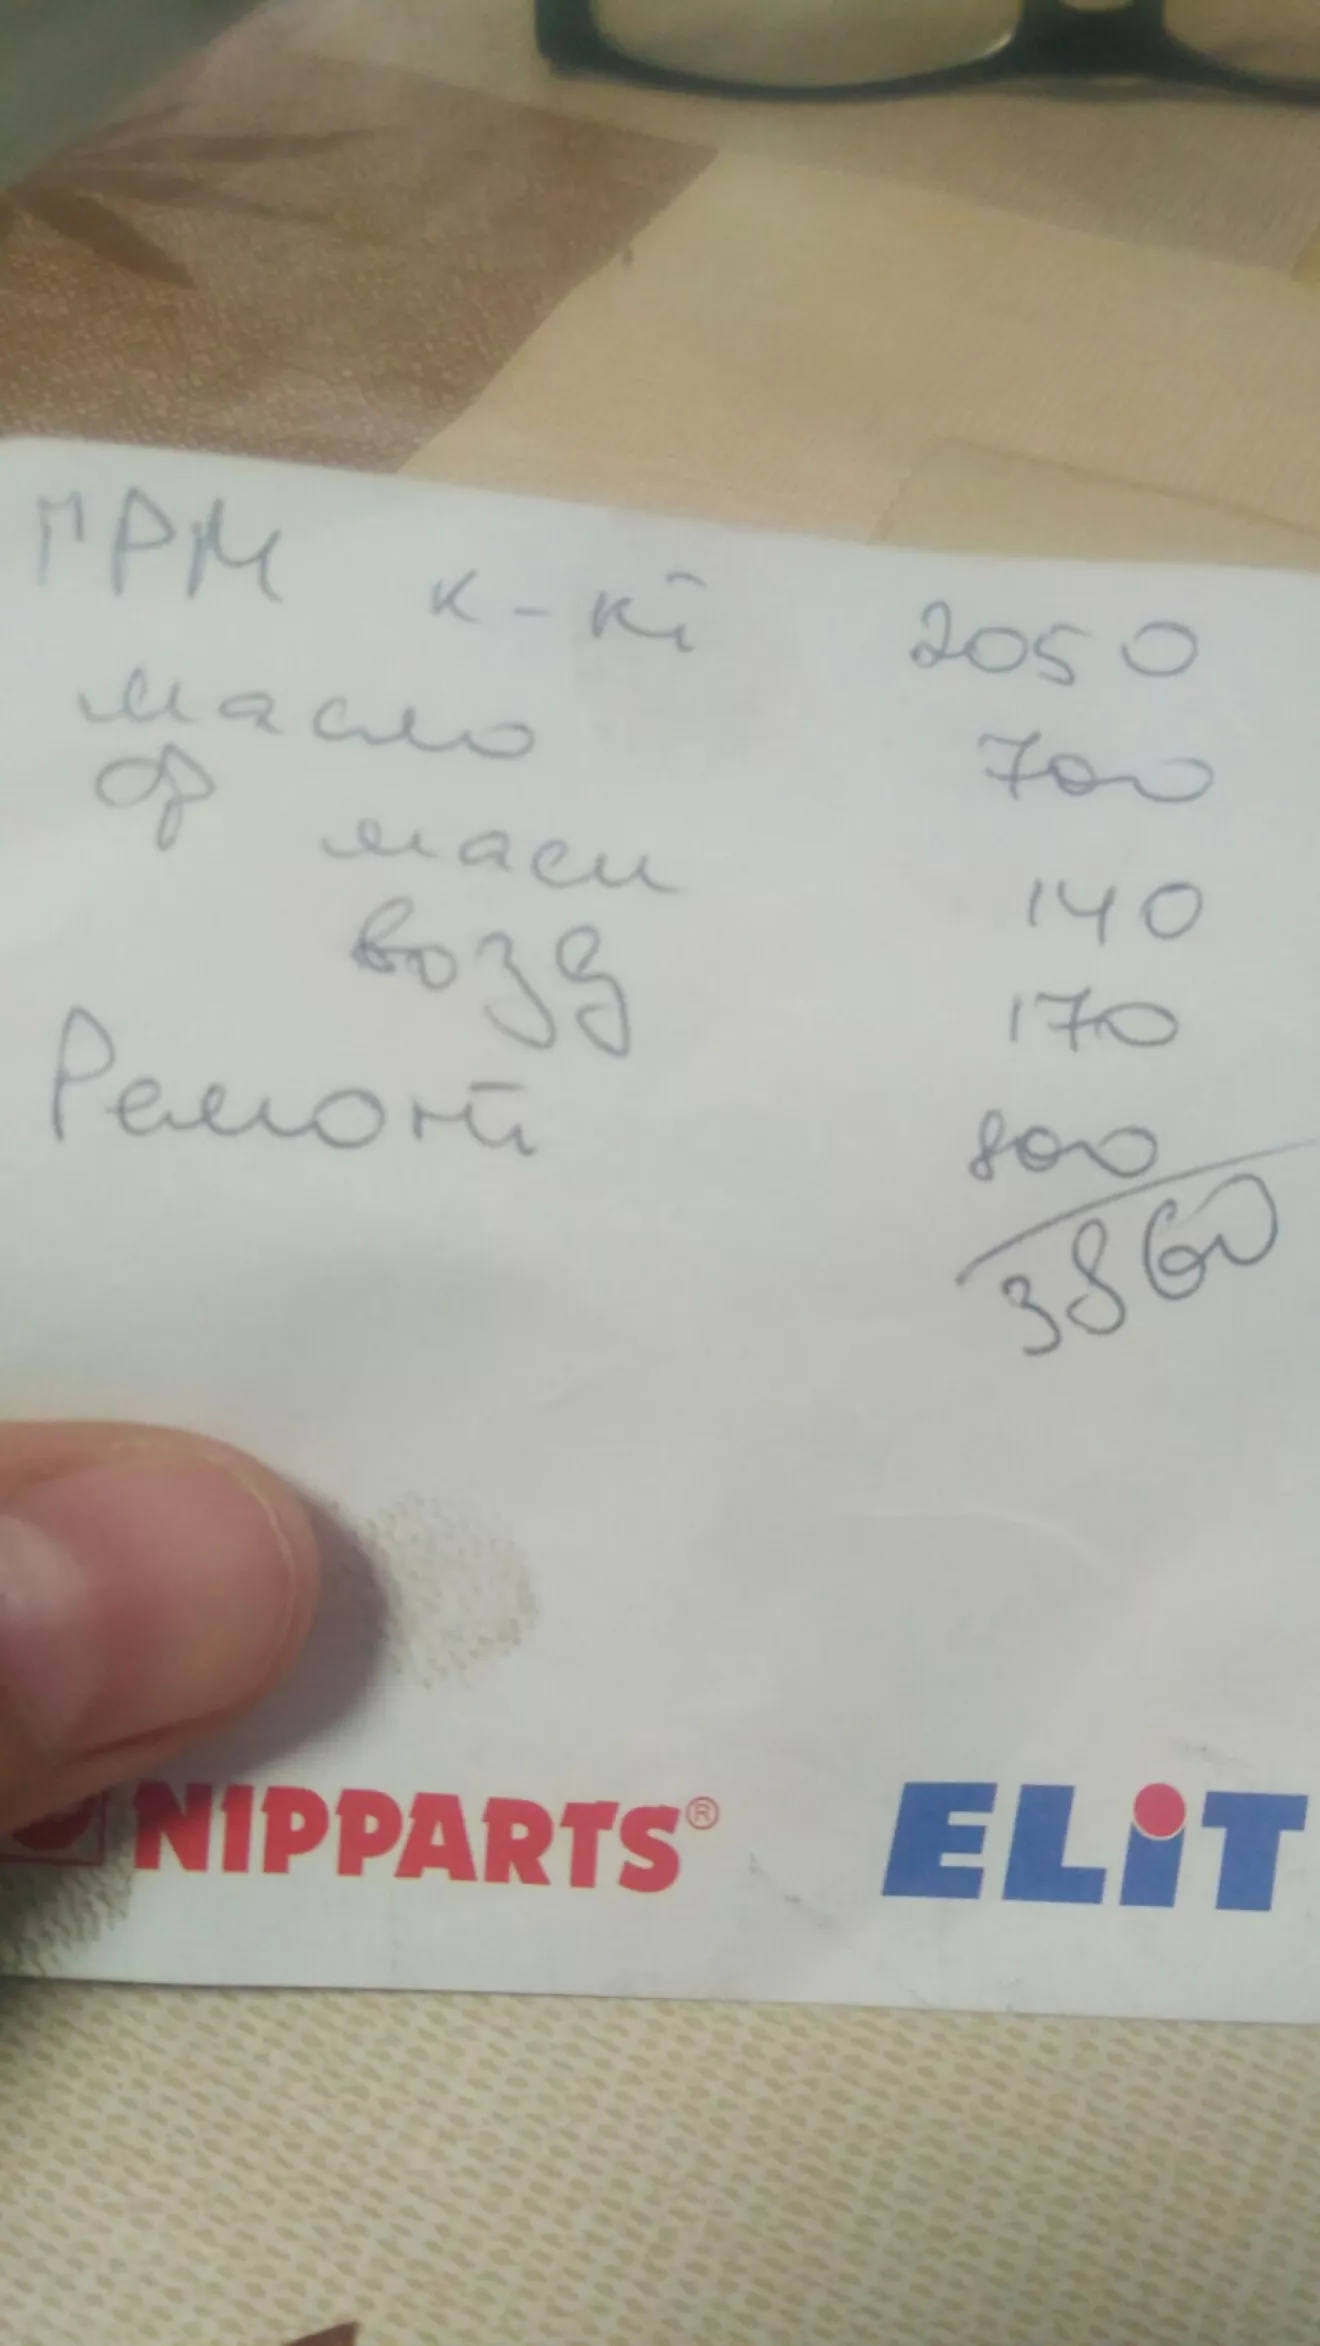 ГРМ к-кт 2050
масло 700
ф масл 140
возд 170
Ремонт 800
3860
NIPPARTS® ELIT